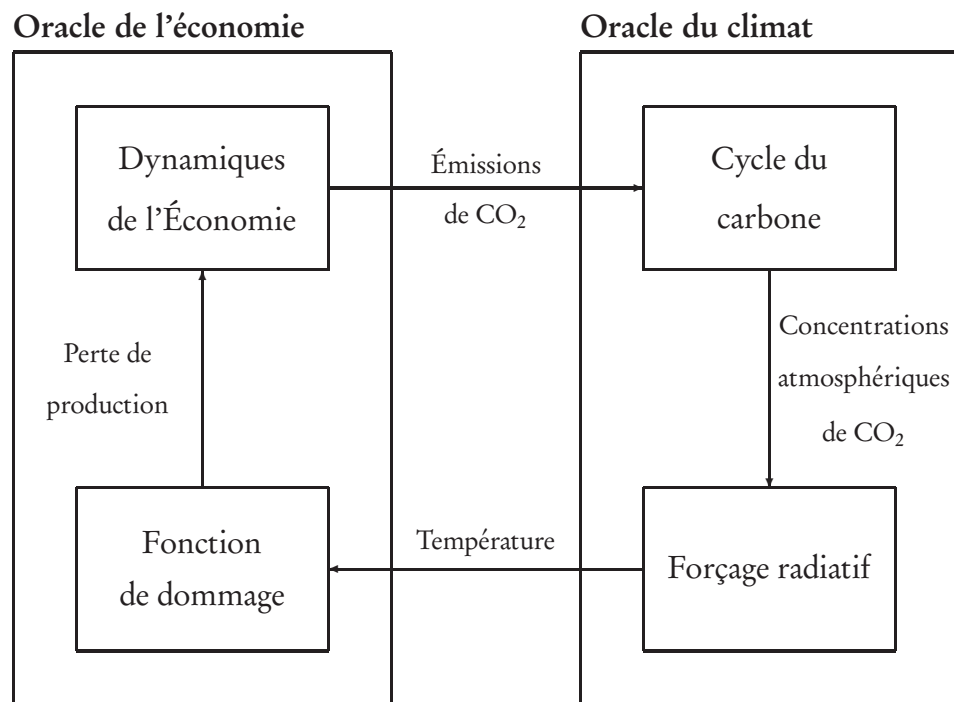 Oracle de l'économie
Oracle du climat
Dynamiques
de l'Économie
Émissions
de CO₂
Cycle du
carbone
Perte de
production
Concentrations
atmosphériques
de CO₂
Fonction
de dommage
Température
Forçage radiatif